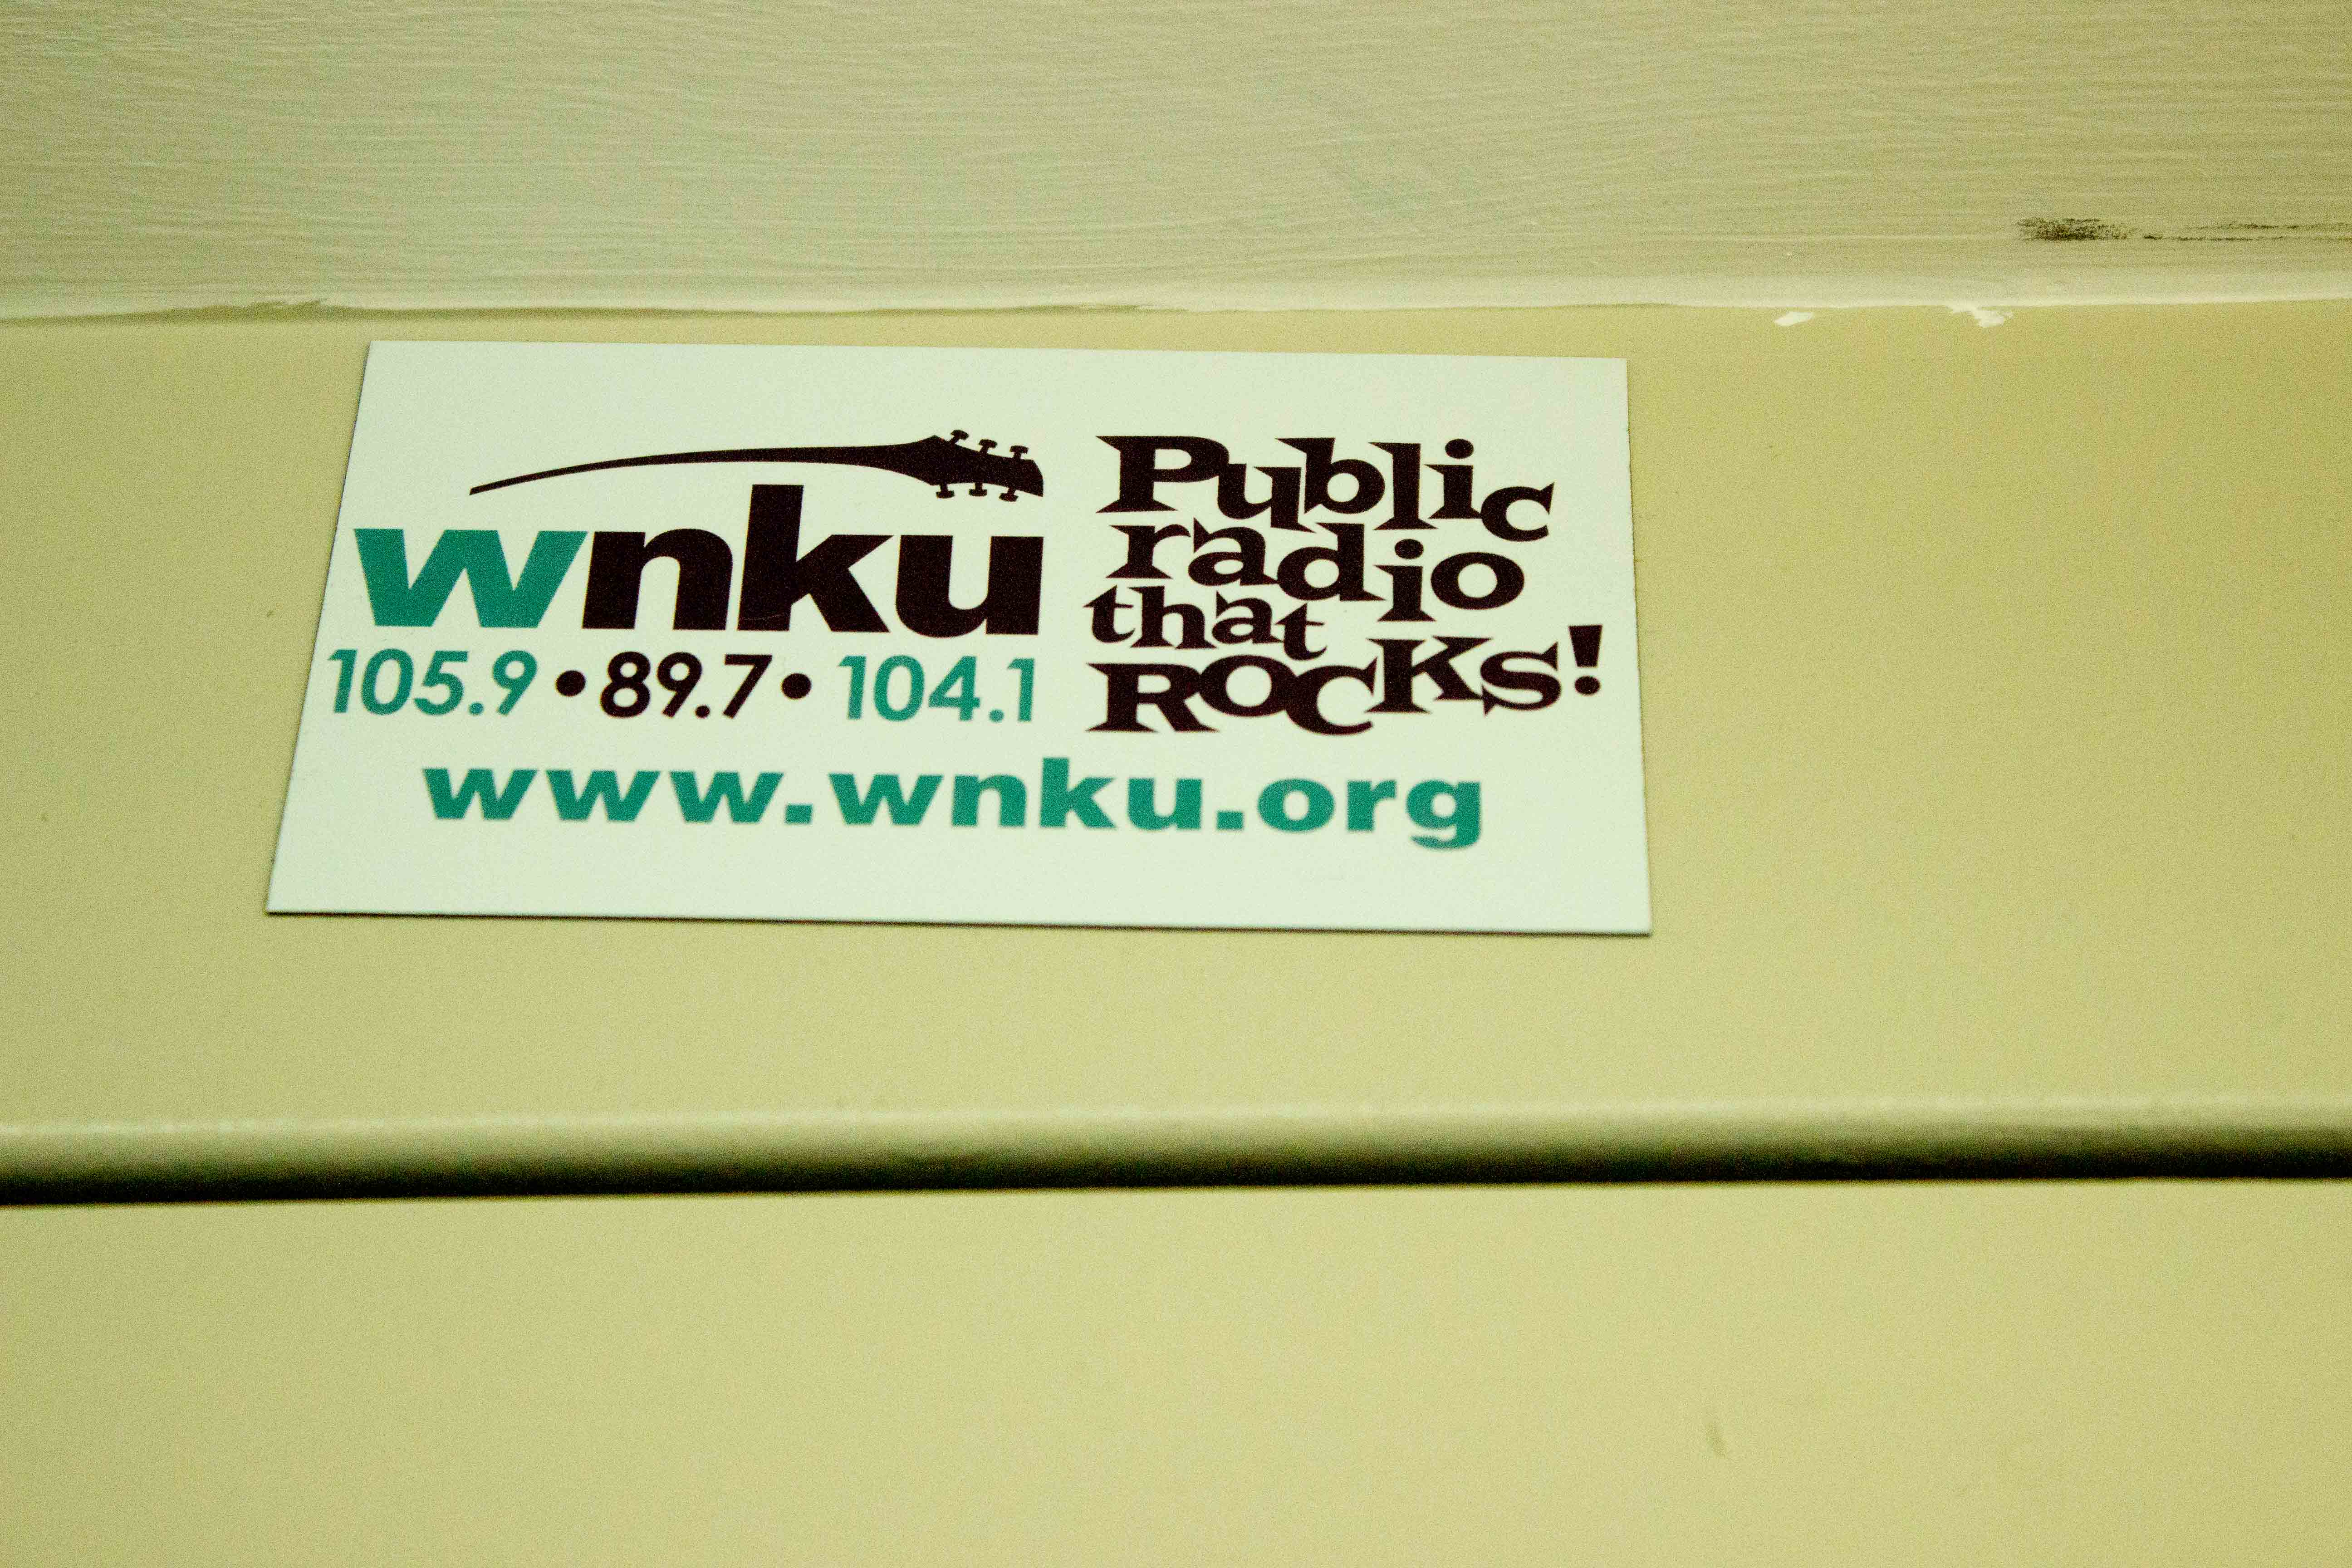 wnku
105.9 • 89.7 • 104.1
Public
radio
that
ROCKS!
www.wnku.org